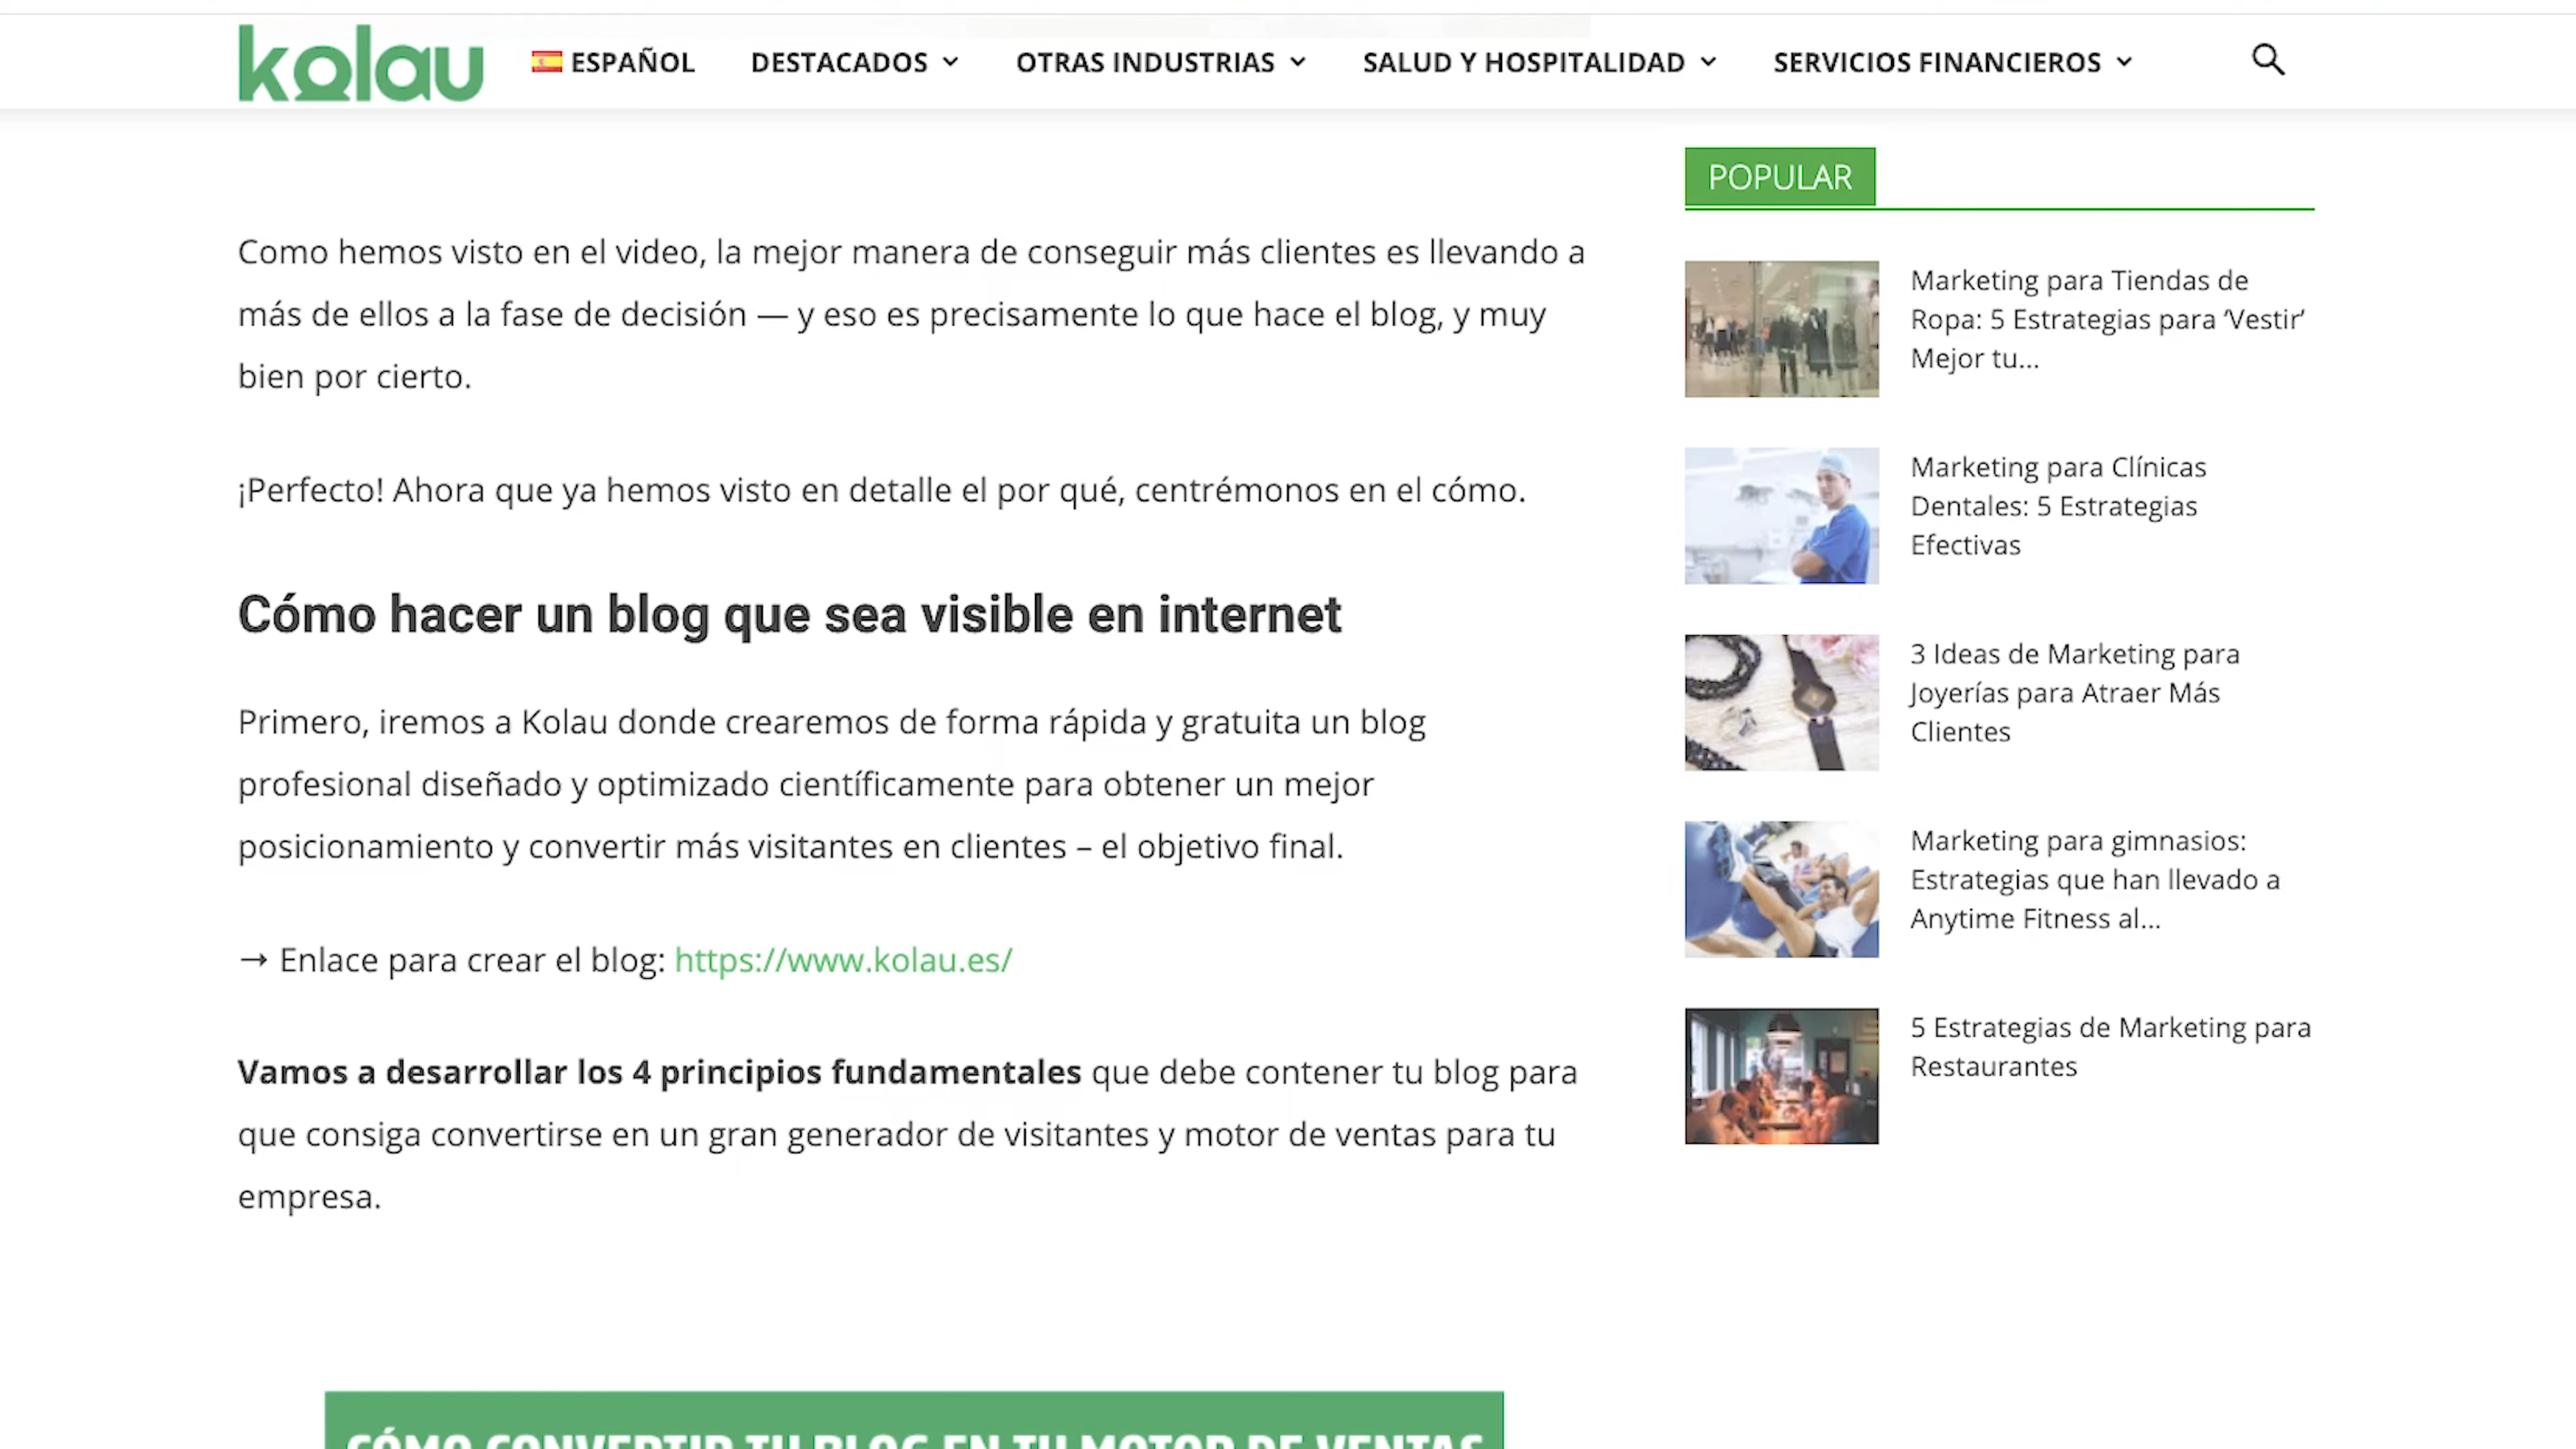 kolau
ESPAÑOL
DESTACADOS
OTRAS INDUSTRIAS
SALUD Y HOSPITALIDAD
SERVICIOS FINANCIEROS
Como hemos visto en el video, la mejor manera de conseguir más clientes es llevando a
más de ellos a la fase de decisión — y eso es precisamente lo que hace el blog, y muy
bien por cierto.
¡Perfecto! Ahora que ya hemos visto en detalle el por qué, centrémonos en el cómo.
Cómo hacer un blog que sea visible en internet
Primero, iremos a Kolau donde crearemos de forma rápida y gratuita un blog
profesional diseñado y optimizado científicamente para obtener un mejor
posicionamiento y convertir más visitantes en clientes – el objetivo final.
→ Enlace para crear el blog: https://www.kolau.es/
Vamos a desarrollar los 4 principios fundamentales que debe contener tu blog para
que consiga convertirse en un gran generador de visitantes y motor de ventas para tu
empresa.
CÓMO CONVERTIR TU BLOG EN TU MOTOR DE VENTAS
POPULAR
Marketing para Tiendas de
Ropa: 5 Estrategias para ‘Vestir’
Mejor tu...
Marketing para Clínicas
Dentales: 5 Estrategias
Efectivas
3 Ideas de Marketing para
Joyerías para Atraer Más
Clientes
Marketing para gimnasios:
Estrategias que han llevado a
Anytime Fitness al...
5 Estrategias de Marketing para
Restaurantes